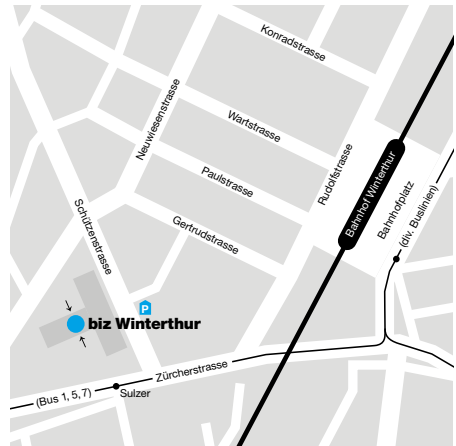 Konradstrasse
Neuwiesenstrasse
Wartstrasse
Rudolfstrasse
Bahnhof Winterthur
Paulstrasse
Bahnhofplatz
(div. Buslinien)
Schützenstrasse
Gertrudstrasse
P
biz Winterthur
Zürcherstrasse
(Bus 1, 5, 7)
Sulzer